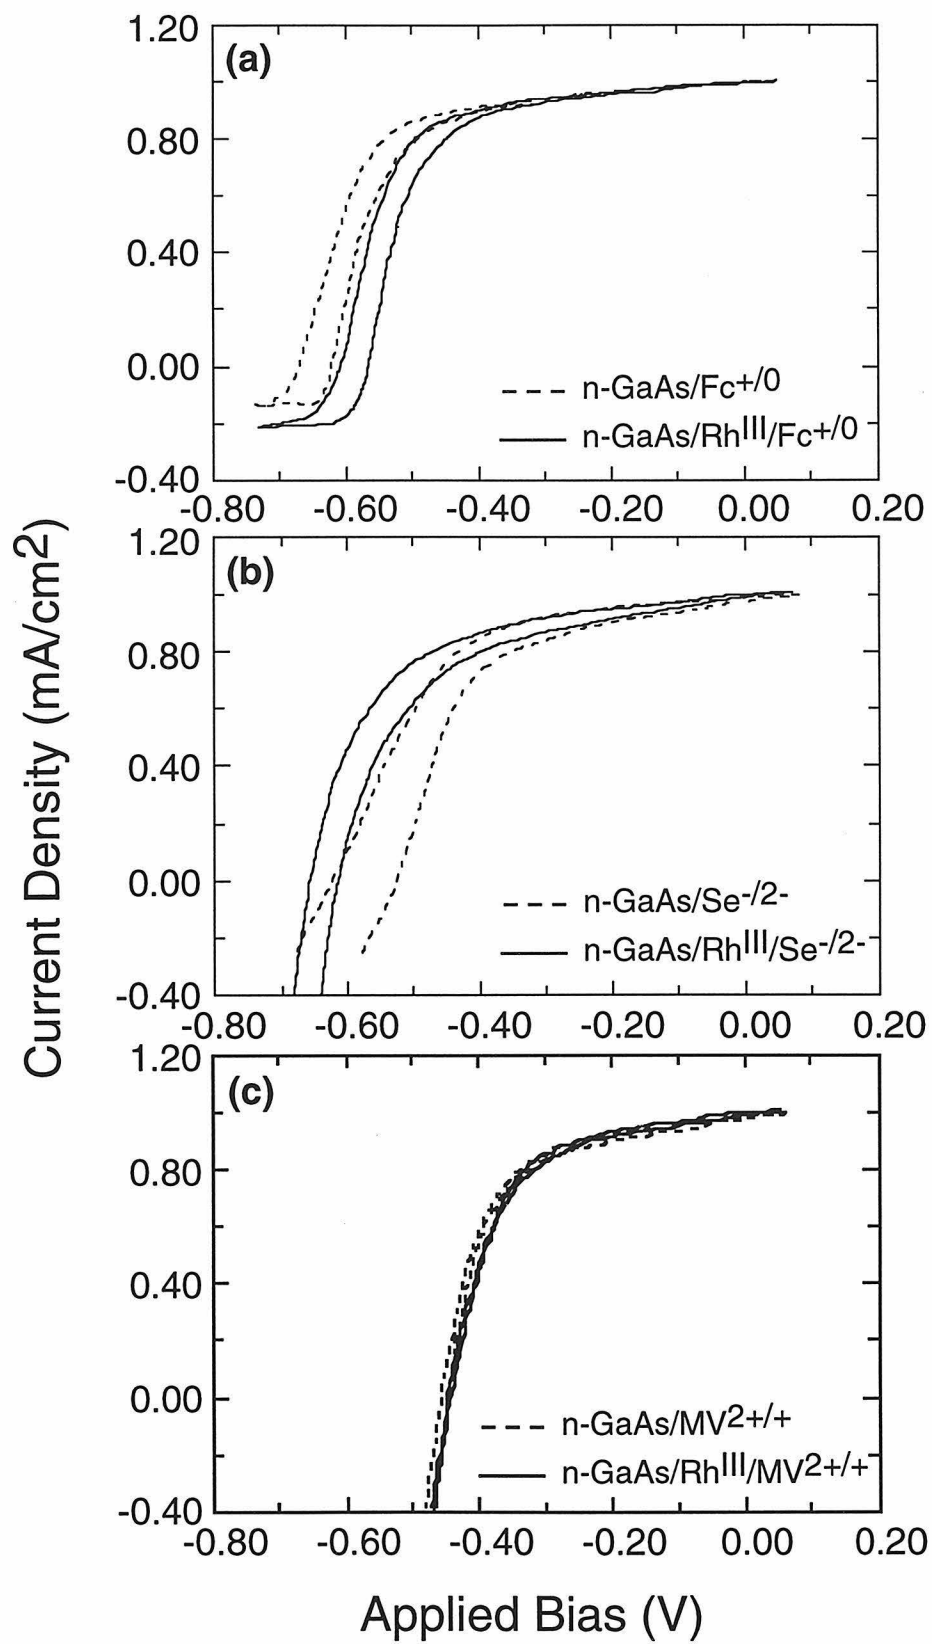 1.20
(a)
0.80
0.40
0.00
n-GaAs/Fc+/0
n-GaAs/RhIII/Fc+/0
-0.40
-0.80 -0.60 -0.40 -0.20 0.00 0.20
1.20
(b)
0.80
0.40
0.00
n-GaAs/Se-/2-
n-GaAs/RhIII/Se-/2-
-0.40
-0.80 -0.60 -0.40 -0.20 0.00 0.20
1.20
(c)
0.80
0.40
0.00
n-GaAs/MV2+/+
n-GaAs/RhIII/MV2+/+
-0.40
-0.80 -0.60 -0.40 -0.20 0.00 0.20
Current Density (mA/cm2)
Applied Bias (V)